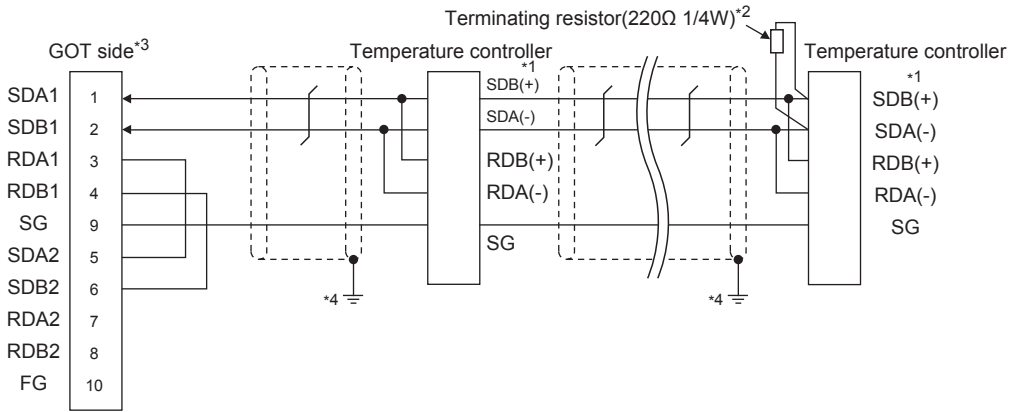 Terminating resistor(220Ω 1/4W)*2
GOT side*3
Temperature controller
Temperature controller
*1
*1
SDA1 1 SDB(+) SDB(+)
SDB1 2 SDA(-) SDA(-)
RDA1 3 RDB(+) RDB(+)
RDB1 4 RDA(-) RDA(-)
SG 9 SG SG
SDA2 5
SDB2 6
*4
*4
RDA2 7
RDB2 8
FG 10